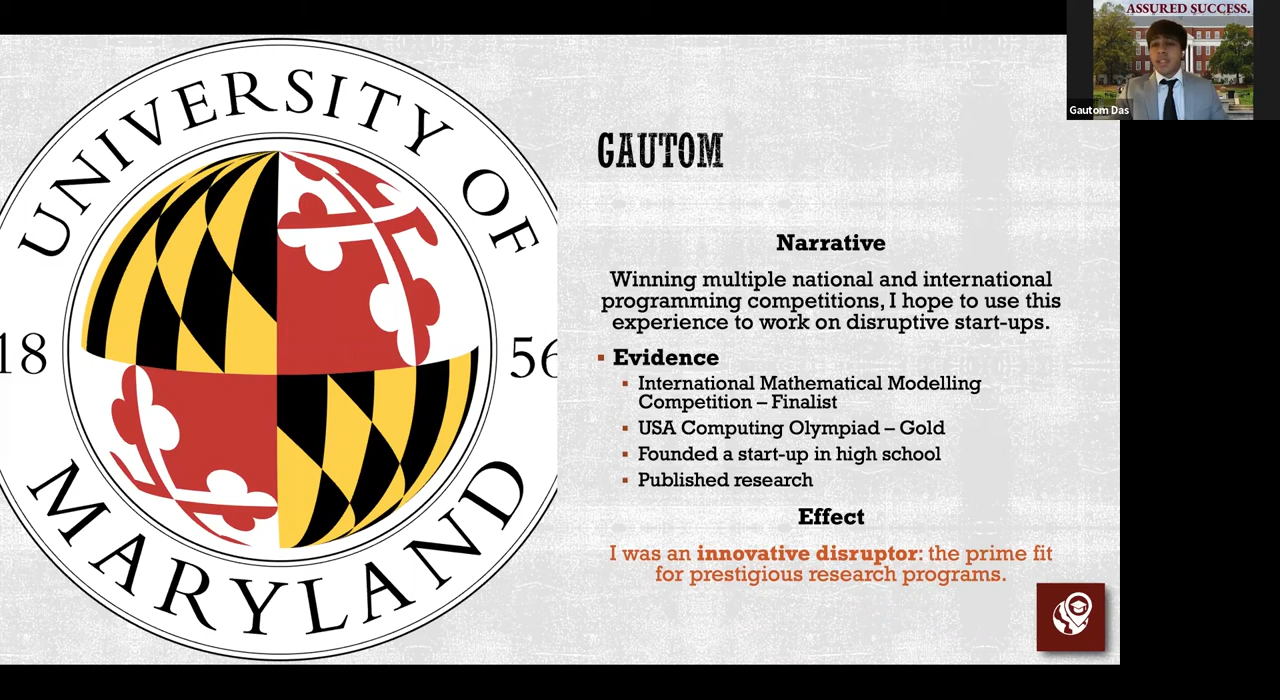 ASSURED SUCCESS.
Gautom Das
UNIVERSITY OF
18 56
MARYLAND
GAUTOM
Narrative
Winning multiple national and international
programming competitions, I hope to use this
experience to work on disruptive start-ups.
Evidence
International Mathematical Modelling
Competition – Finalist
USA Computing Olympiad – Gold
Founded a start-up in high school
Published research
Effect
I was an innovative disruptor: the prime fit
for prestigious research programs.